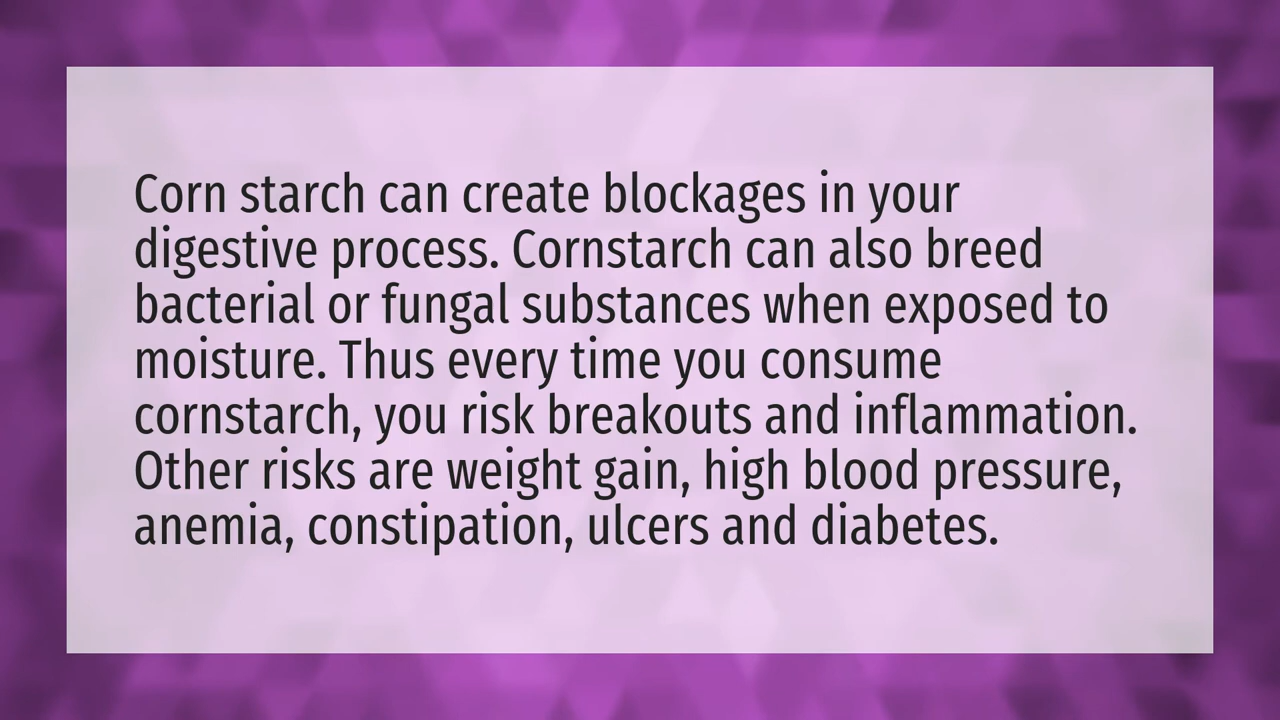 Corn starch can create blockages in your
digestive process. Cornstarch can also breed
bacterial or fungal substances when exposed to
moisture. Thus every time you consume
cornstarch, you risk breakouts and inflammation.
Other risks are weight gain, high blood pressure,
anemia, constipation, ulcers and diabetes.